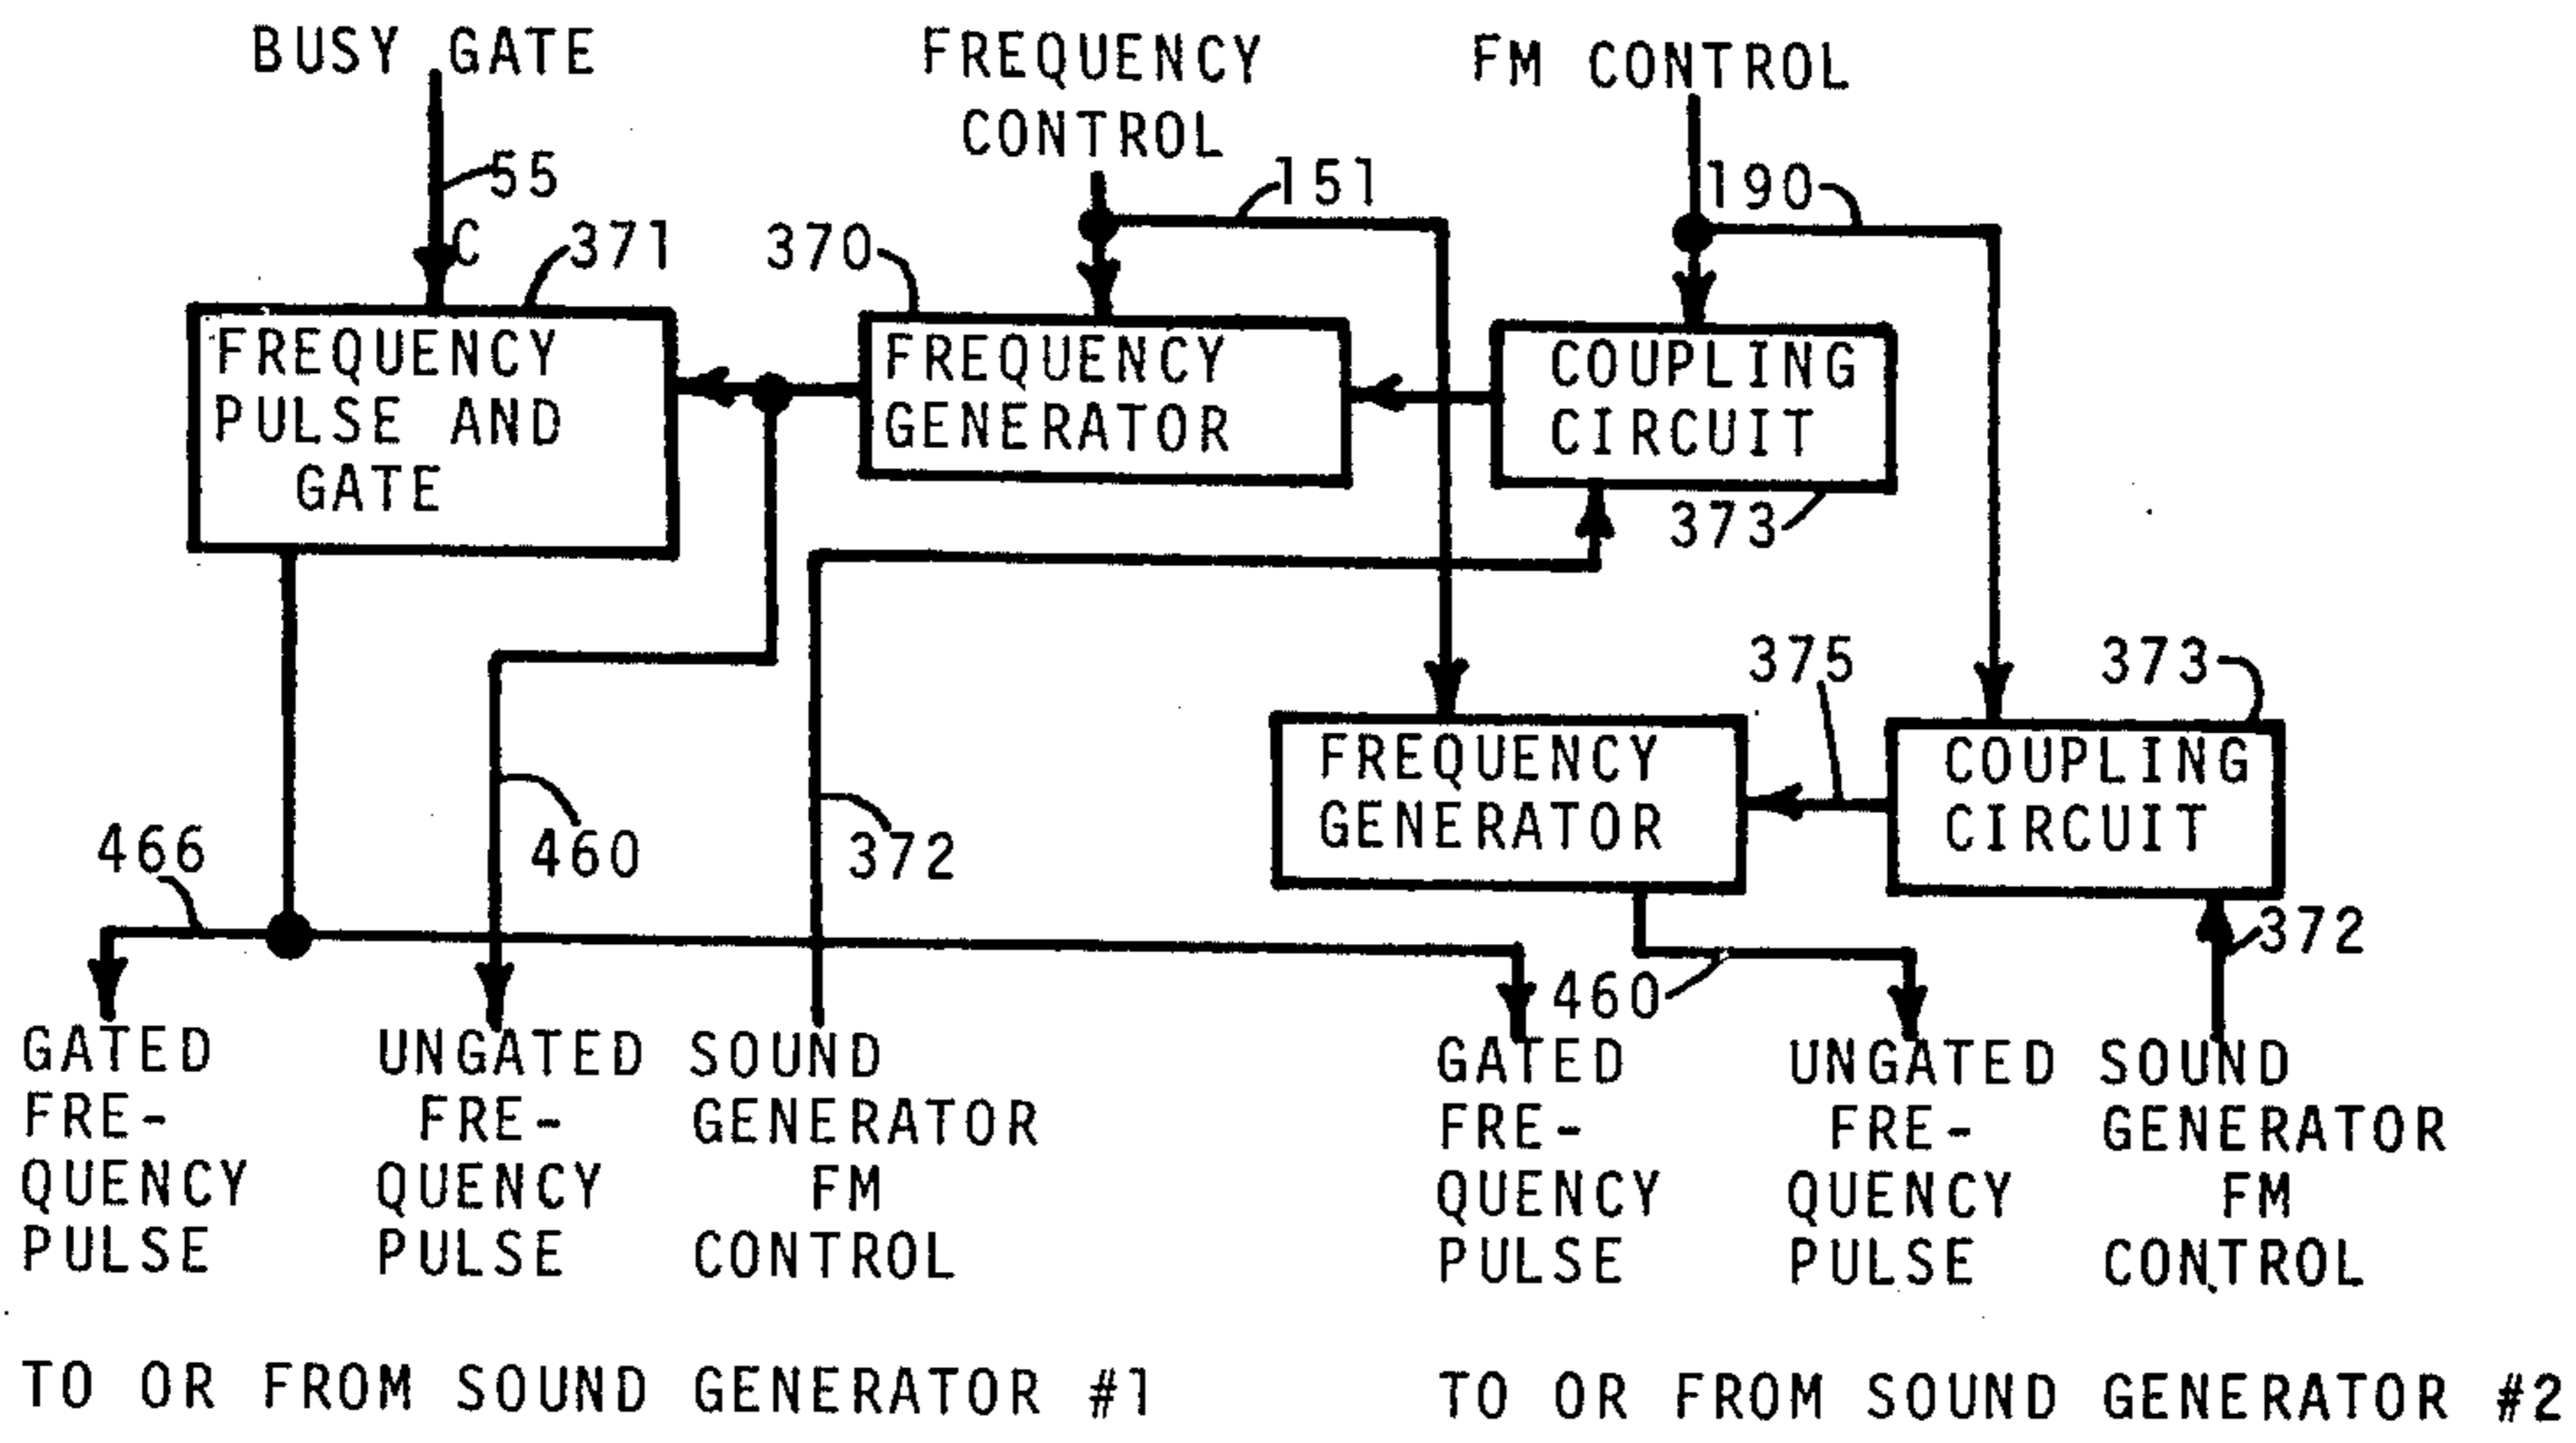 BUSY GATE
FREQUENCY
CONTROL
FM CONTROL
55
C
371
370
151
190
FREQUENCY
PULSE AND
GATE
FREQUENCY
GENERATOR
COUPLING
CIRCUIT
373
375
373
FREQUENCY
GENERATOR
COUPLING
CIRCUIT
466
460
372
460
372
GATED
FRE-
QUENCY
PULSE
UNGATED
FRE-
QUENCY
PULSE
SOUND
GENERATOR
FM
CONTROL
GATED
FRE-
QUENCY
PULSE
UNGATED
FRE-
QUENCY
PULSE
SOUND
GENERATOR
FM
CONTROL
TO OR FROM SOUND GENERATOR #1
TO OR FROM SOUND GENERATOR #2